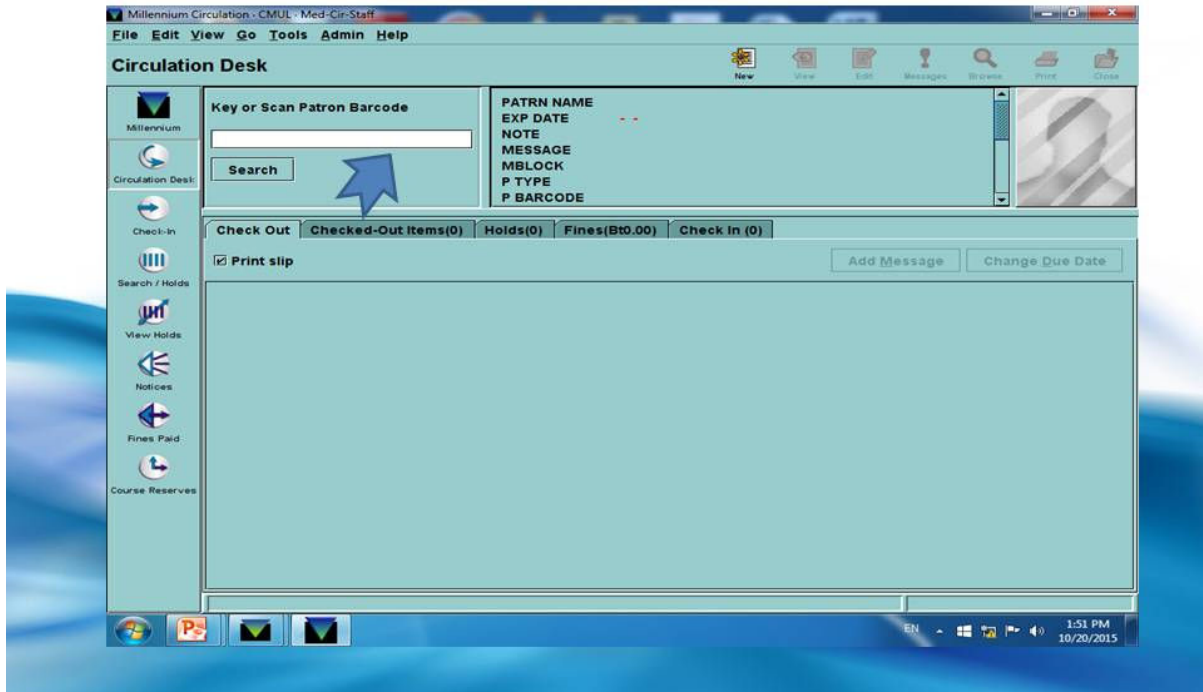 Millennium Circulation - CMUL - Med-Cir-Staff
File Edit View Go Tools Admin Help
Circulation Desk
New View Edit Messages Browse Print Close
Millennium
Circulation Desk
Check-In
Search / Holds
View Holds
Notices
Fines Paid
Course Reserves
Key or Scan Patron Barcode
Search
PATRN NAME
EXP DATE - -
NOTE
MESSAGE
MBLOCK
P TYPE
P BARCODE
Check Out Checked-Out Items(0) Holds(0) Fines(Bt0.00) Check In (0)
Print slip Add Message Change Due Date
EN 1:51 PM
10/20/2015